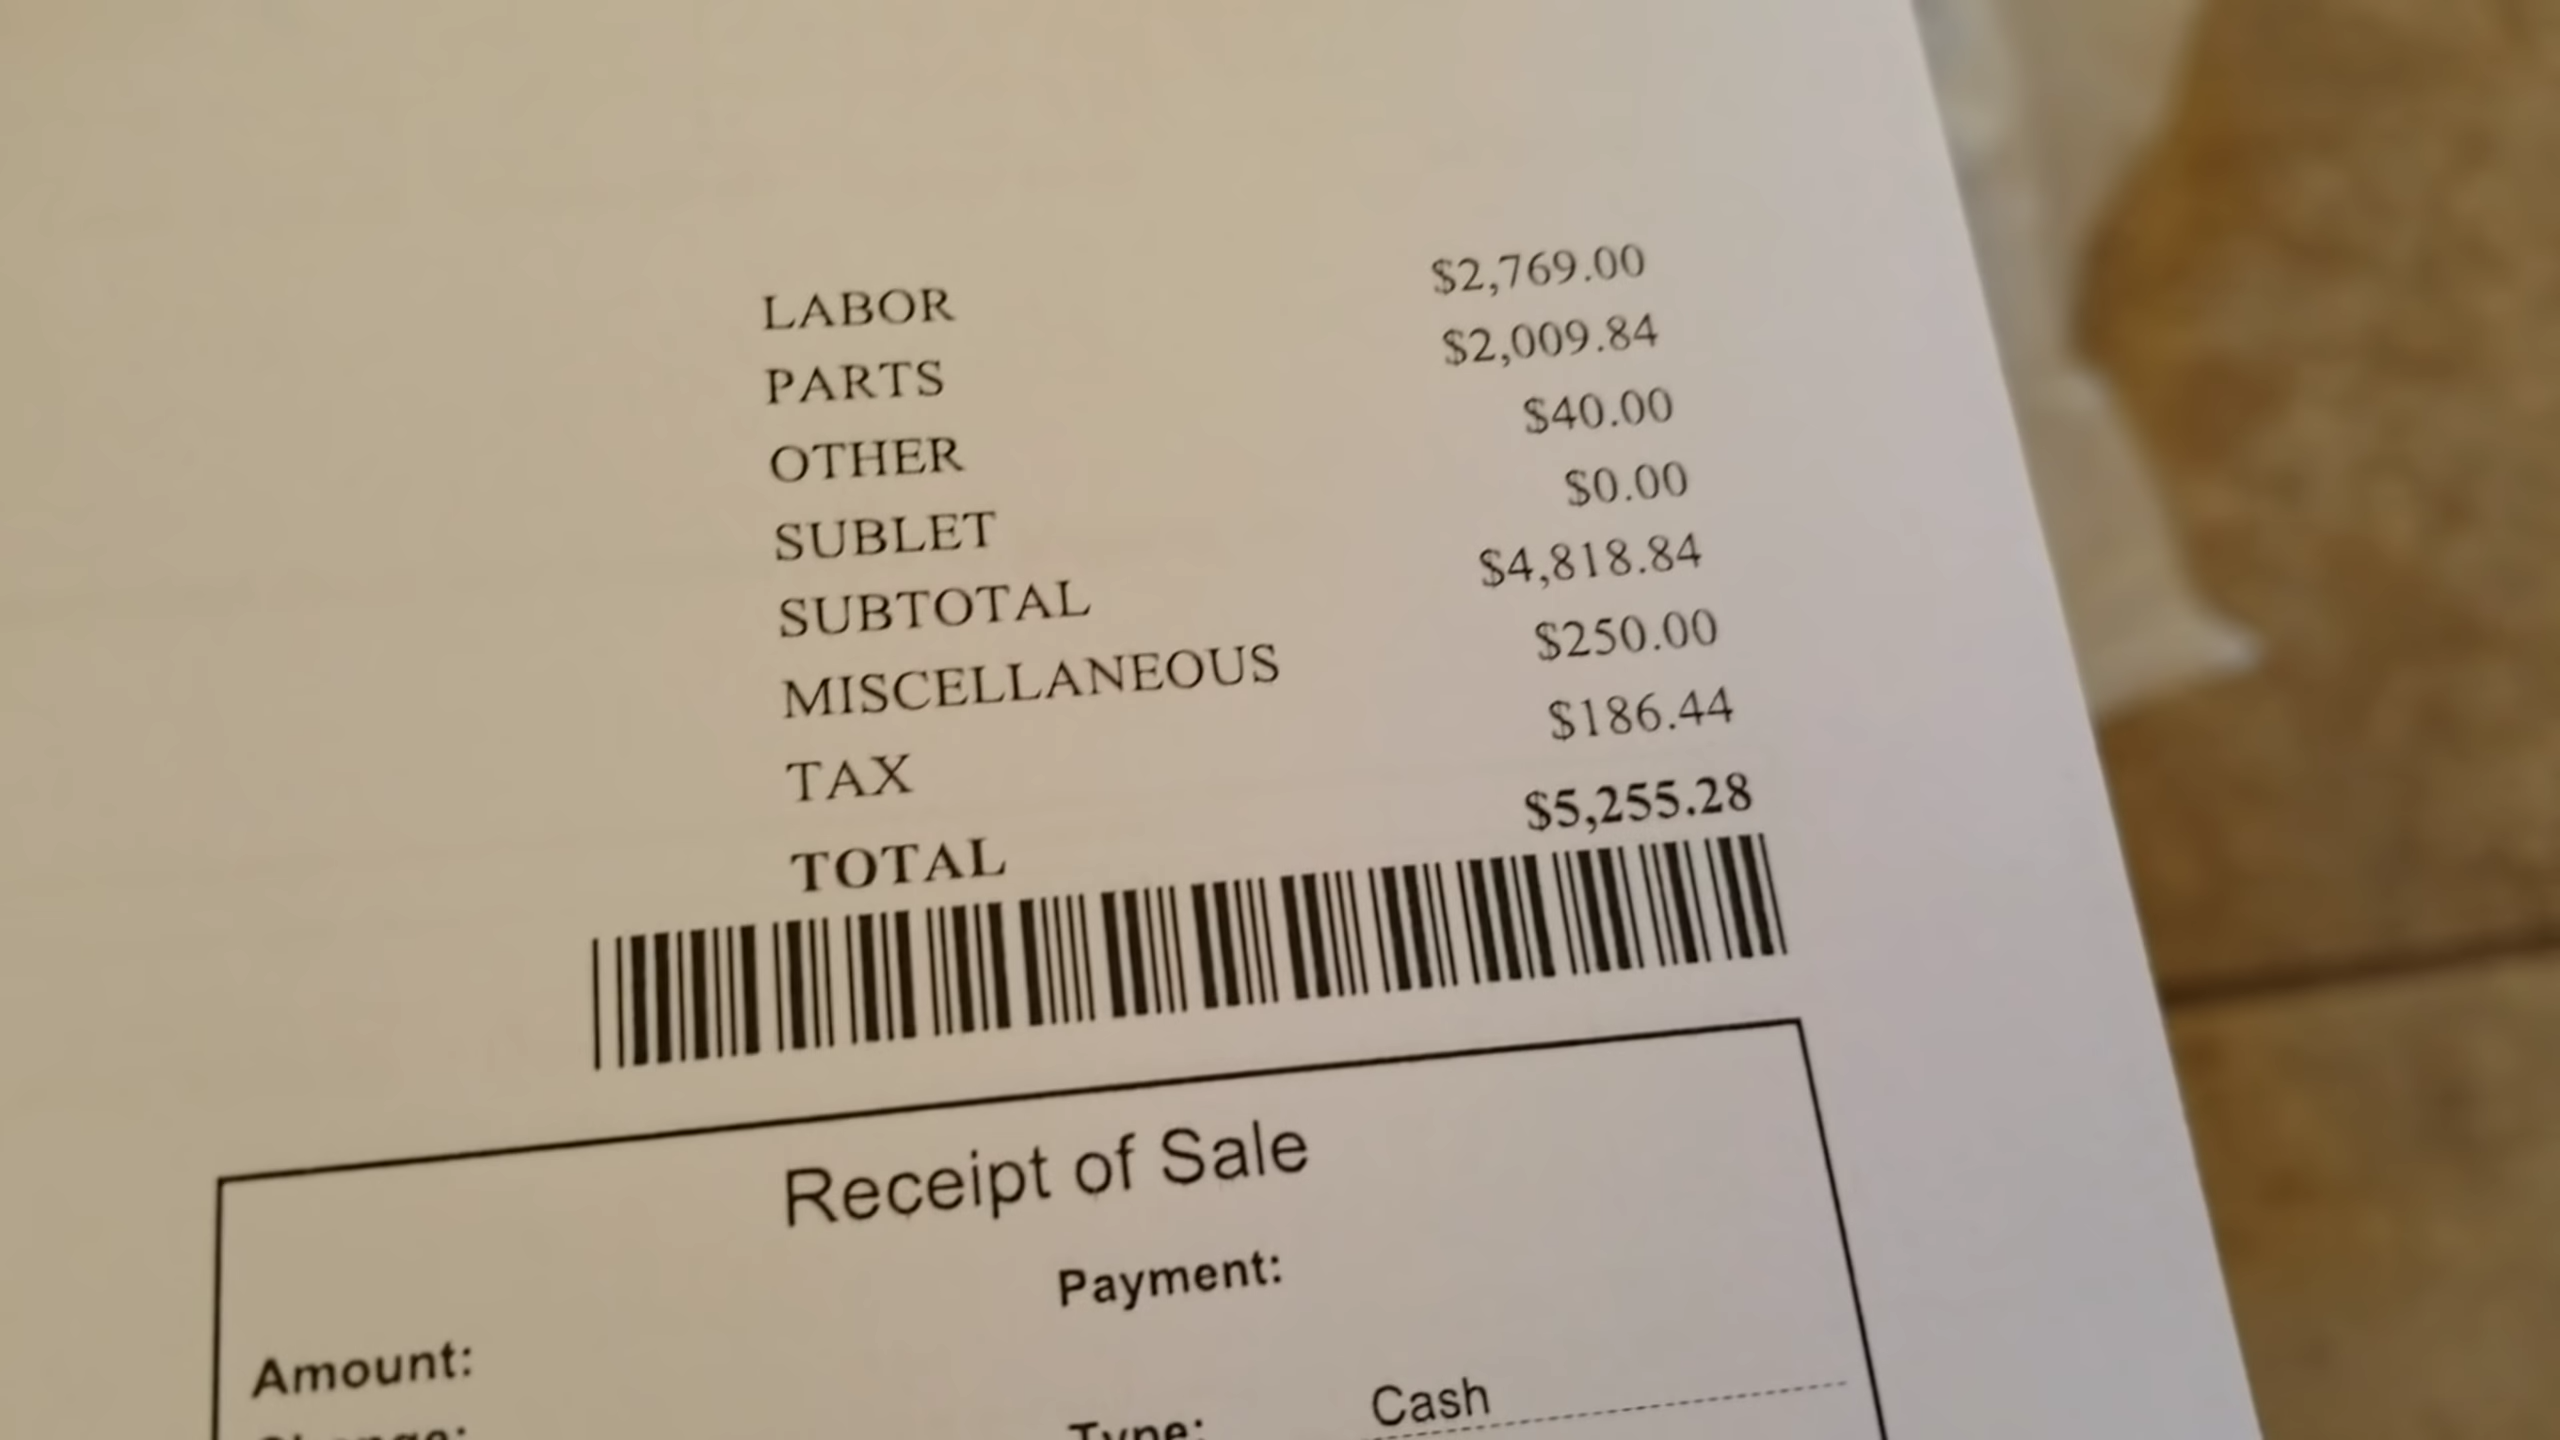 LABOR $2,769.00
PARTS $2,009.84
OTHER $40.00
SUBLET $0.00
SUBTOTAL $4,818.84
MISCELLANEOUS $250.00
TAX $186.44
TOTAL $5,255.28
Receipt of Sale
Payment:
Amount:
Type: Cash